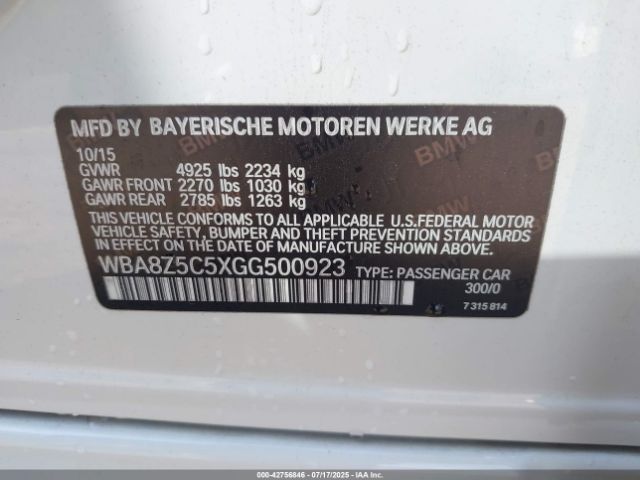 MFD BY BAYERISCHE MOTOREN WERKE AG
10/15
GVWR 4925 lbs 2234 kg
GAWR FRONT 2270 lbs 1030 kg
GAWR REAR 2785 lbs 1263 kg
THIS VEHICLE CONFORMS TO ALL APPLICABLE U.S.FEDERAL MOTOR
VEHICLE SAFETY, BUMPER AND THEFT PREVENTION STANDARDS
IN EFFECT ON THE DATE OF MANUFACTURE SHOWN ABOVE.
WBA8Z5C5XGG500923 TYPE: PASSENGER CAR
300/0
7 315 814
BMW
BMW
BMW
000-42756846 - 07/17/2025 - IAA, Inc.